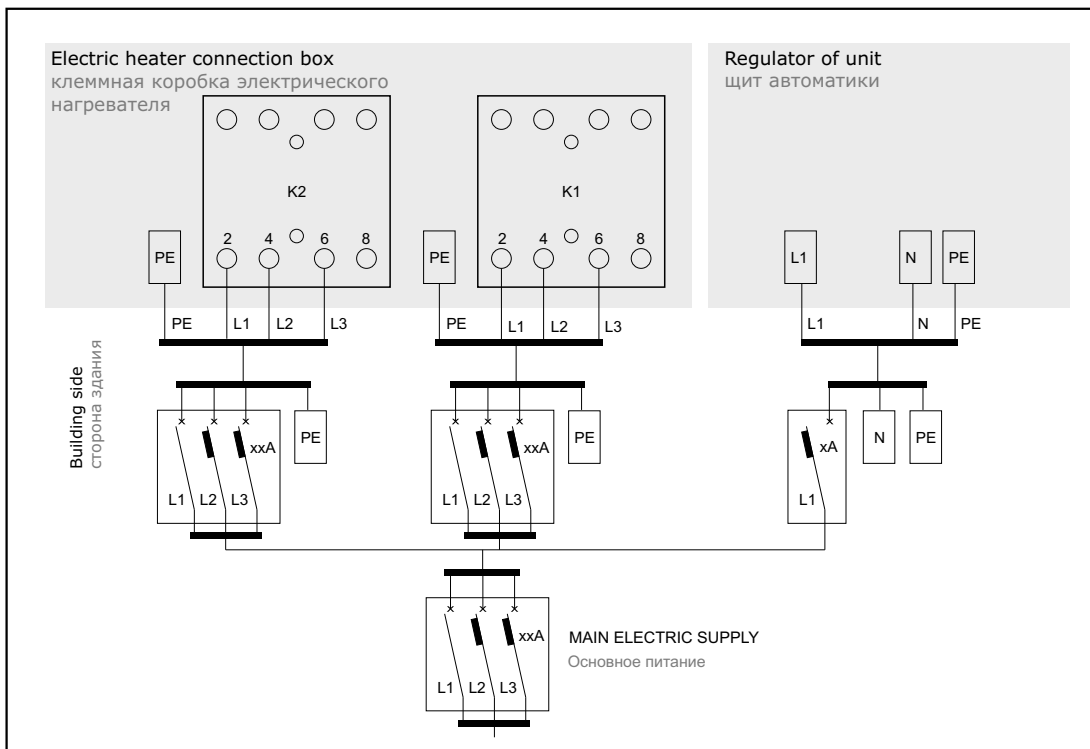 Electric heater connection box
клеммная коробка электрического
нагревателя
Regulator of unit
щит автоматики
K2
K1
2 4 6 8
2 4 6 8
PE
PE
L1
N
PE
PE L1 L2 L3
PE L1 L2 L3
L1 N PE
Building side
сторона здания
xxA
PE
xxA
PE
xA
N
PE
L1 L2 L3
L1 L2 L3
L1
xxA
MAIN ELECTRIC SUPPLY
Основное питание
L1 L2 L3